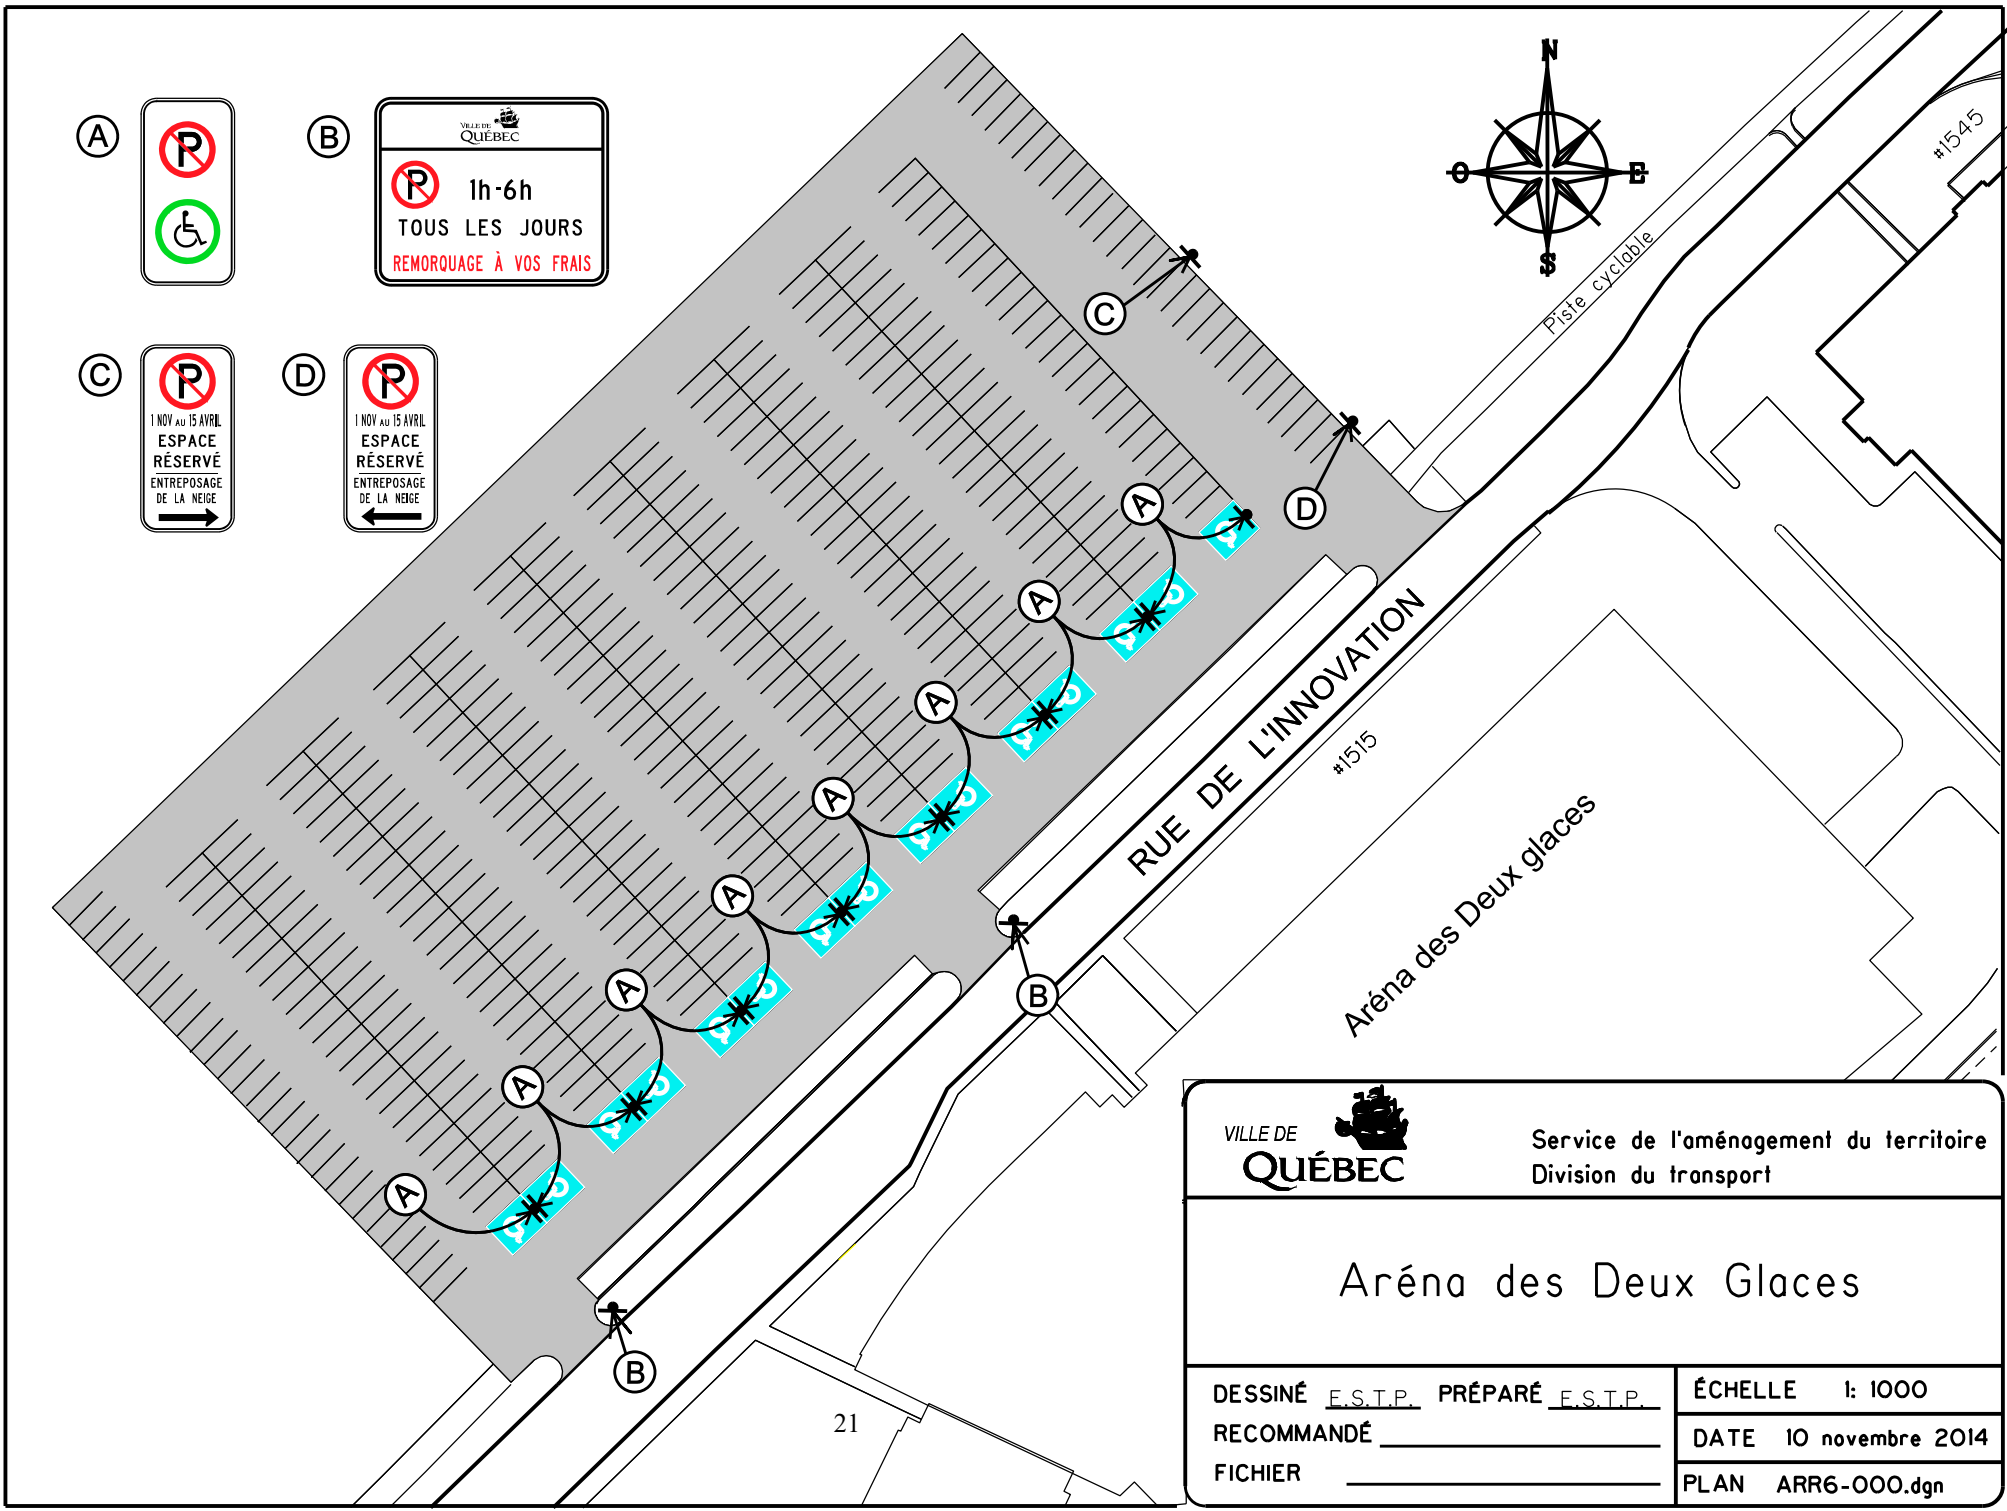 A
P
B
VILLE DE
QUÉBEC
P 1h-6h
TOUS LES JOURS
REMORQUAGE À VOS FRAIS
C
P
1 NOV AU 15 AVRIL
ESPACE
RÉSERVÉ
ENTREPOSAGE
DE LA NEIGE
D
P
1 NOV AU 15 AVRIL
ESPACE
RÉSERVÉ
ENTREPOSAGE
DE LA NEIGE
N
O E
S
#1545
Piste cyclable
C
D
A
A
A
A
A
A
A
A
B
B
RUE DE L'INNOVATION
#1515
Aréna des Deux glaces
21
VILLE DE
QUÉBEC
Service de l'aménagement du territoire
Division du transport
Aréna des Deux Glaces
DESSINÉ E.S.T.P. PRÉPARÉ E.S.T.P.
RECOMMANDÉ
FICHIER
ÉCHELLE 1: 1000
DATE 10 novembre 2014
PLAN ARR6-000.dgn